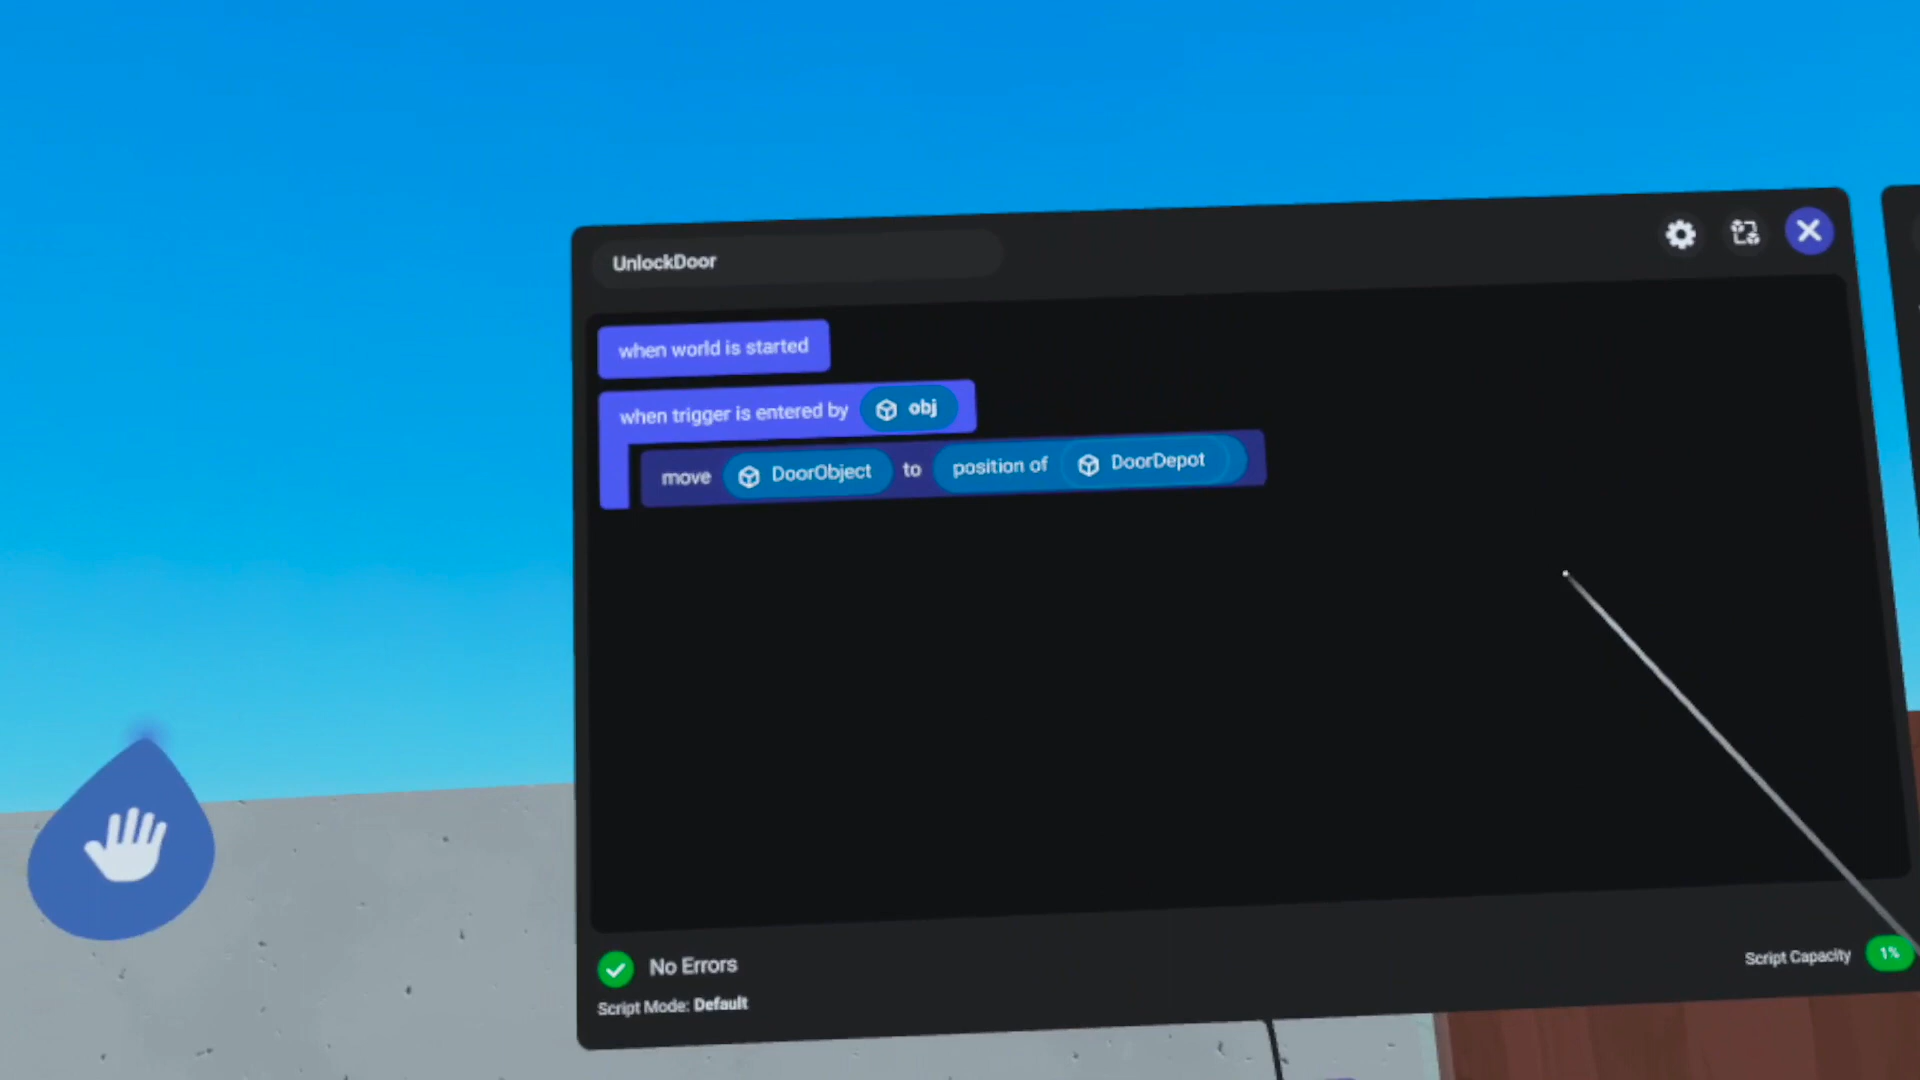 UnlockDoor
when world is started
when trigger is entered by obj
move DoorObject to position of DoorDepot
No Errors
Script Mode: Default
Script Capacity 1%